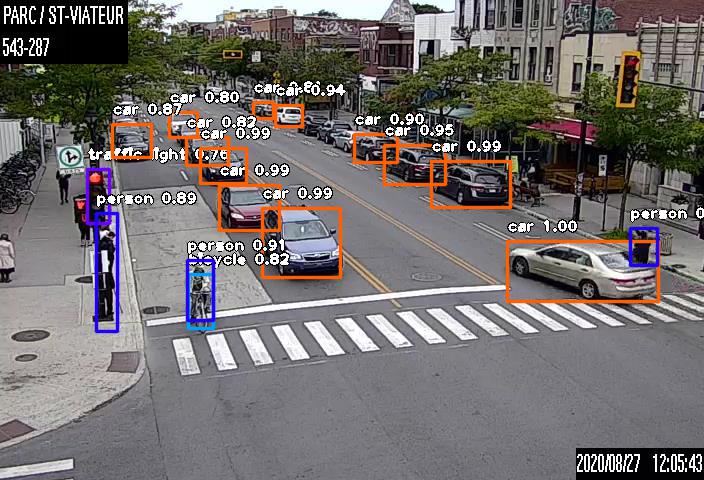 PARC / ST-VIATEUR
543-287
car 0.94
car 0.80
car 0.87
car 0.82
car 0.99
car 0.90
car 0.95
traffic light 0.76
car 0.99
car 0.99
person 0.89
car 0.99
person 0
car 1.00
person 0.91
bicycle 0.82
2020/08/27 12:05:43